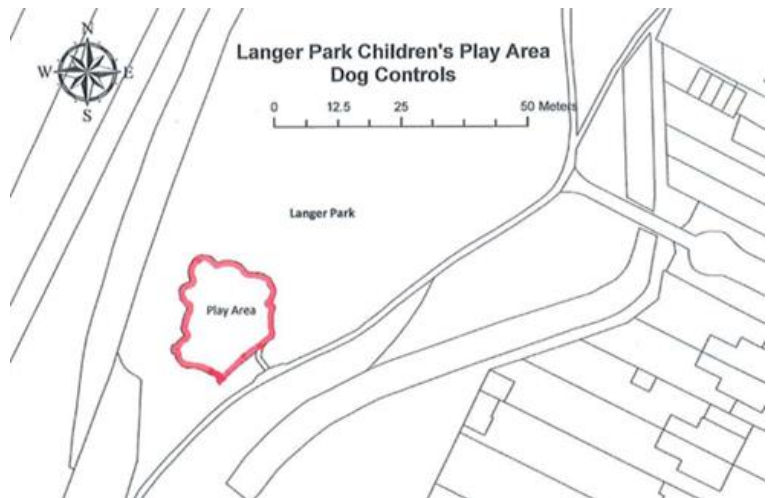 N
W E
S
Langer Park Children's Play Area
Dog Controls
0 12.5 25 50 Meters
Langer Park
Play Area